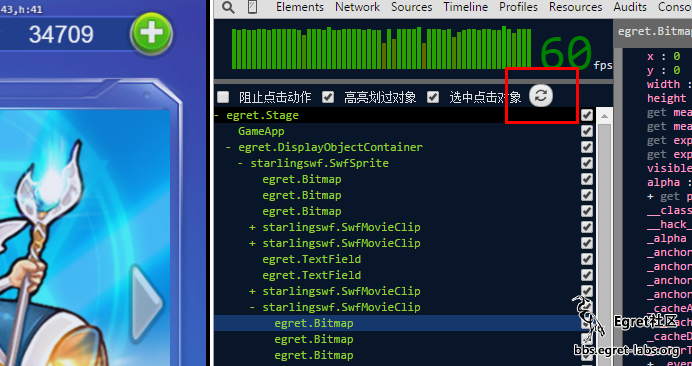 43,h:41
34709
Elements Network Sources Timeline Profiles Resources Audits Conso
60 fps
阻止点击动作 高亮划过对象 选中点击对象
- egret.Stage
GameApp
- egret.DisplayObjectContainer
- starlingswf.SwfSprite
egret.Bitmap
egret.Bitmap
egret.Bitmap
+ starlingswf.SwfMovieClip
+ starlingswf.SwfMovieClip
egret.TextField
egret.TextField
+ starlingswf.SwfMovieClip
- starlingswf.SwfMovieClip
egret.Bitmap
egret.Bitmap
egret.Bitmap
egret.Bitmap
x : 0
y : 0
width :
height
get mea
get mea
get exp
get exp
visible
alpha :
+ get p
__class
__hack_
_alpha
_anchor
_anchor
_anchor
_anchor
_cacheA
_cach
_cacheD
Egret社区
bbs.egret-labs.org